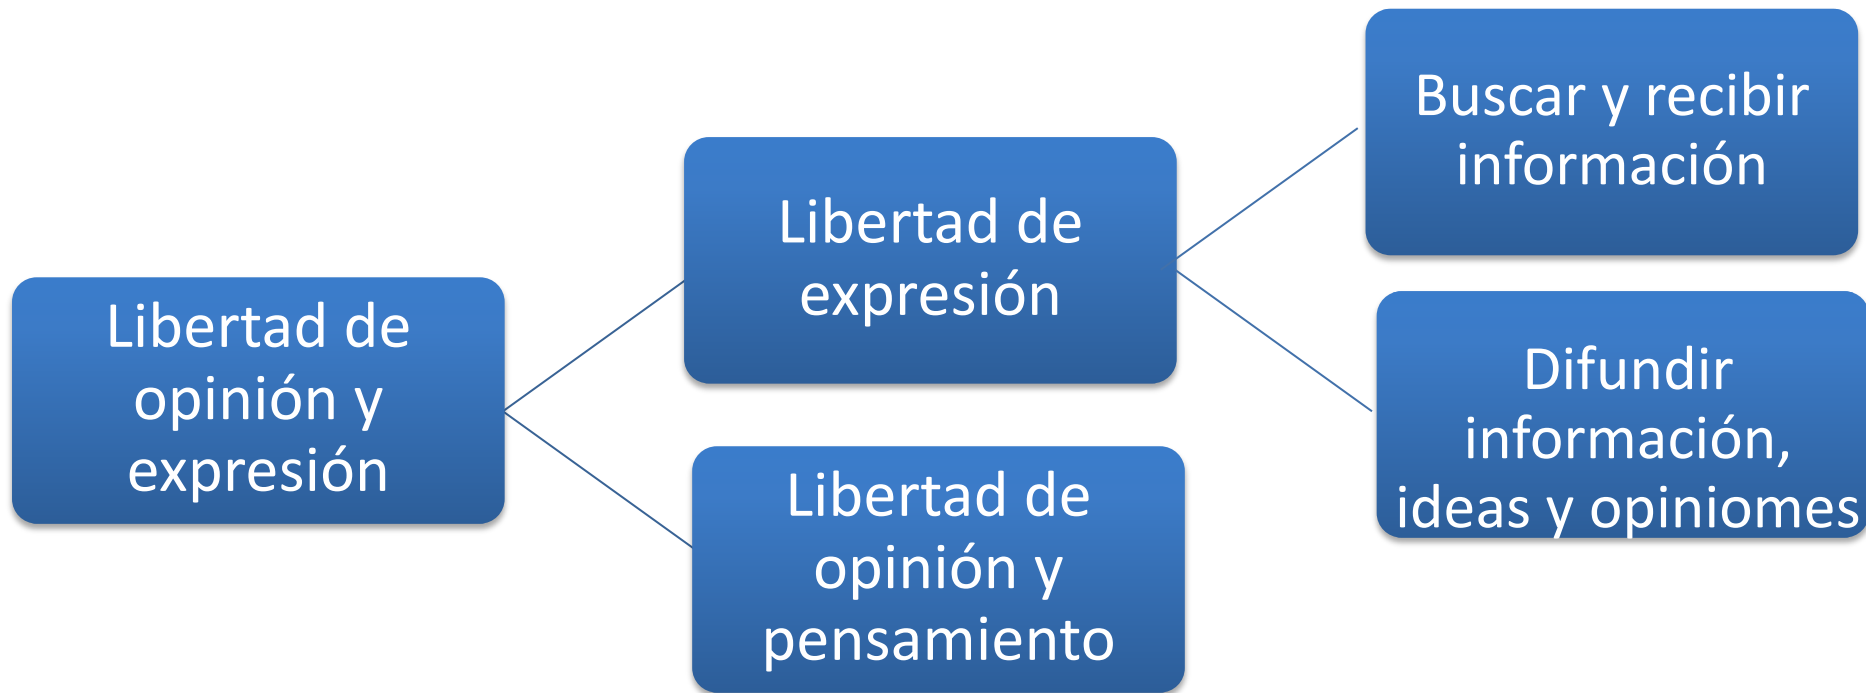 Libertad de
opinión y
expresión
Libertad de
expresión
Libertad de
opinión y
pensamiento
Buscar y recibir
información
Difundir
información,
ideas y opiniomes